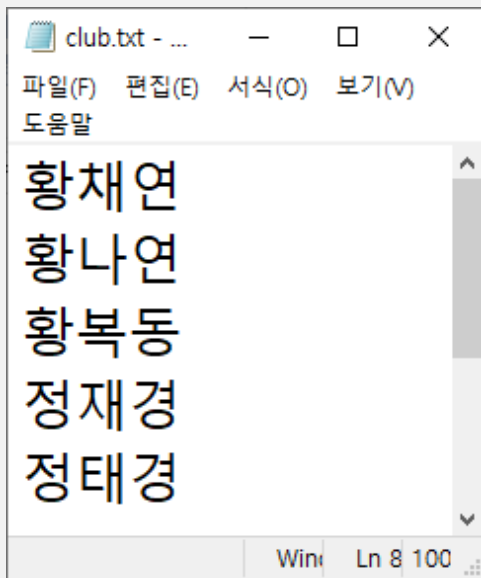 club.txt - ...
파일(F) 편집(E) 서식(O) 보기(V)
도움말
황채연
황나연
황복동
정재경
정태경
Ln 8 100